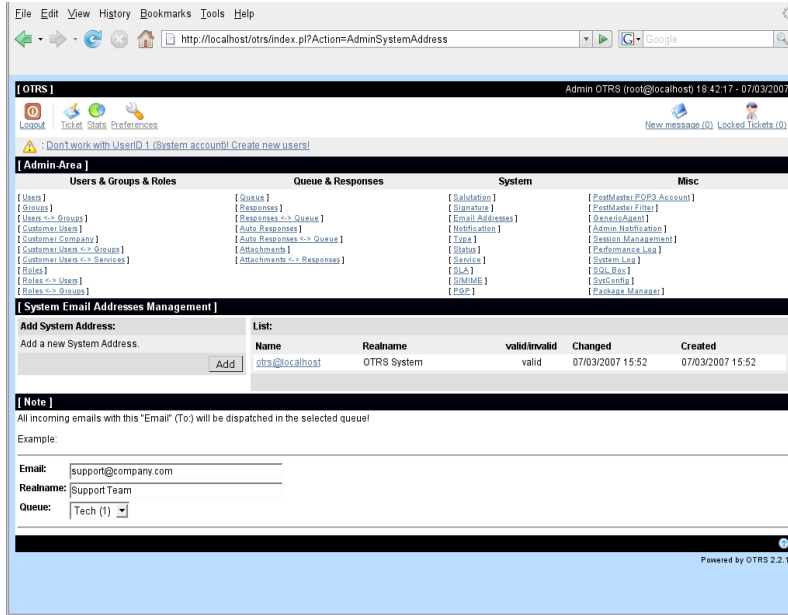 File Edit View History Bookmarks Tools Help
http://localhost/otrs/index.pl?Action=AdminSystemAddress
G Google
[ OTRS ] Admin OTRS (root@localhost) 18:42:17 - 07/03/2007
Logout Ticket Stats Preferences New message (0) Locked Tickets (0)
: Don't work with UserID 1 (System account)! Create new users!
[ Admin-Area ]
Users & Groups & Roles Queue & Responses System Misc
[ Users ] [ Queue ] [ Salutation ] [ PostMaster POP3 Account ]
[ Groups ] [ Responses ] [ Signature ] [ PostMaster Filter ]
[ Users <-> Groups ] [ Responses <-> Queue ] [ Email Addresses ] [ GenericAgent ]
[ Customer Users ] [ Auto Responses ] [ Notification ] [ Admin Notification ]
[ Customer Company ] [ Auto Responses <-> Queue ] [ Type ] [ Session Management ]
[ Customer Users <-> Groups ] [ Attachments ] [ Status ] [ Performance Log ]
[ Customer Users <-> Services ] [ Attachments <-> Responses ] [ Service ] [ System Log ]
[ Roles ] [ SLA ] [ SQL Box ]
[ Roles <-> Users ] [ S/MIME ] [ SysConfig ]
[ Roles <-> Groups ] [ PGP ] [ Package Manager ]
[ System Email Addresses Management ]
Add System Address: List:
Add a new System Address. Name Realname valid/invalid Changed Created
Add otrs@localhost OTRS System valid 07/03/2007 15:52 07/03/2007 15:52
[ Note ]
All incoming emails with this "Email" (To:) will be dispatched in the selected queue!
Example:
Email: support@company.com
Realname: Support Team
Queue: Tech (1)
Powered by OTRS 2.2.1